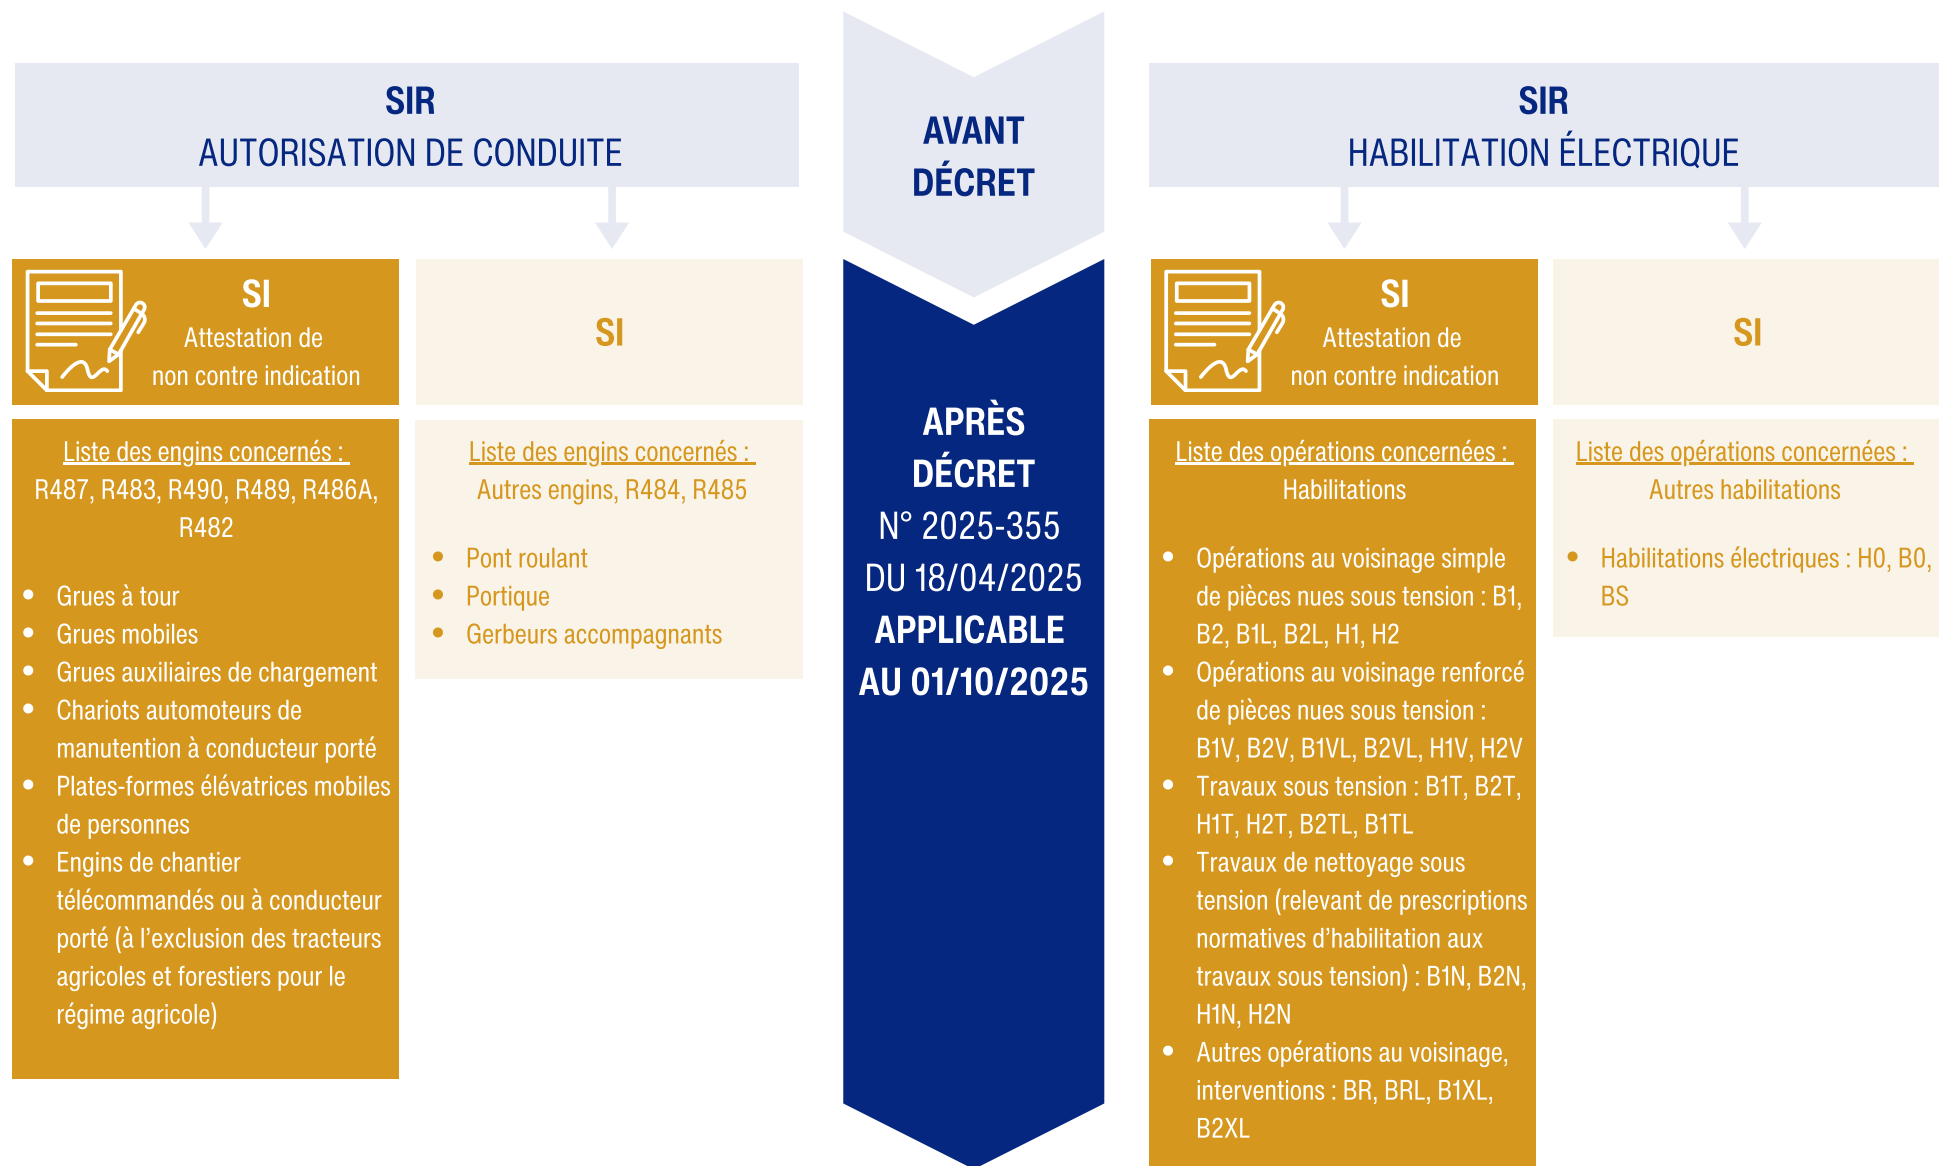 SIR
AUTORISATION DE CONDUITE
SI
Attestation de
non contre indication
Liste des engins concernés :
R487, R483, R490, R489, R486A,
R482
• Grues à tour
• Grues mobiles
• Grues auxiliaires de chargement
• Chariots automoteurs de
manutention à conducteur porté
• Plates-formes élévatrices mobiles
de personnes
• Engins de chantier
télécommandés ou à conducteur
porté (à l'exclusion des tracteurs
agricoles et forestiers pour le
régime agricole)
SI
Liste des engins concernés :
Autres engins, R484, R485
• Pont roulant
• Portique
• Gerbeurs accompagnants
AVANT
DÉCRET
APRÈS
DÉCRET
N° 2025-355
DU 18/04/2025
APPLICABLE
AU 01/10/2025
SIR
HABILITATION ÉLECTRIQUE
SI
Attestation de
non contre indication
Liste des opérations concernées :
Habilitations
• Opérations au voisinage simple
de pièces nues sous tension : B1,
B2, B1L, B2L, H1, H2
• Opérations au voisinage renforcé
de pièces nues sous tension :
B1V, B2V, B1VL, B2VL, H1V, H2V
• Travaux sous tension : B1T, B2T,
H1T, H2T, B2TL, B1TL
• Travaux de nettoyage sous
tension (relevant de prescriptions
normatives d'habilitation aux
travaux sous tension) : B1N, B2N,
H1N, H2N
• Autres opérations au voisinage,
interventions : BR, BRL, B1XL,
B2XL
SI
Liste des opérations concernées :
Autres habilitations
• Habilitations électriques : H0, B0,
BS